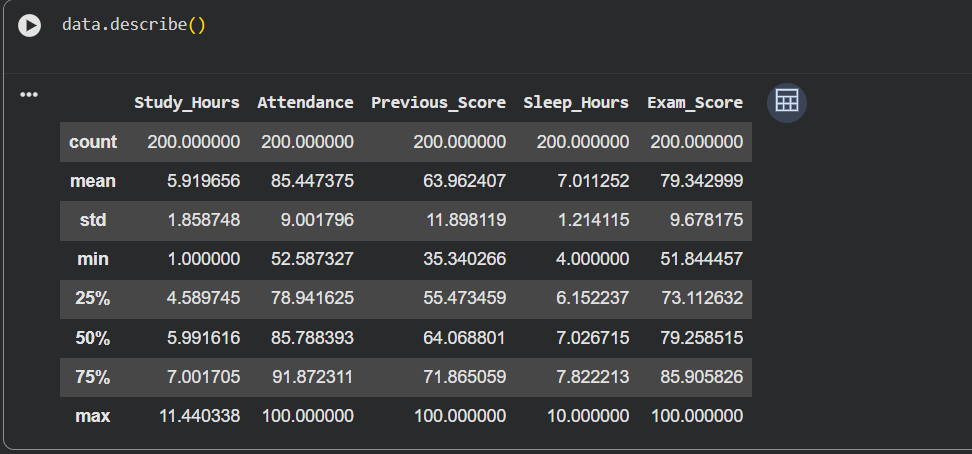 data.describe()
Study_Hours Attendance Previous_Score Sleep_Hours Exam_Score
count 200.000000 200.000000 200.000000 200.000000 200.000000
mean 5.919656 85.447375 63.962407 7.011252 79.342999
std 1.858748 9.001796 11.898119 1.214115 9.678175
min 1.000000 52.587327 35.340266 4.000000 51.844457
25% 4.589745 78.941625 55.473459 6.152237 73.112632
50% 5.991616 85.788393 64.068801 7.026715 79.258515
75% 7.001705 91.872311 71.865059 7.822213 85.905826
max 11.440338 100.000000 100.000000 10.000000 100.000000